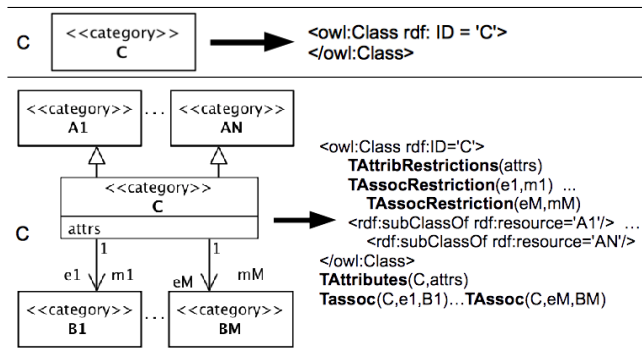 C
<<category>>
C
<owl:Class rdf: ID = 'C'>
</owl:Class>
<<category>>
A1
...
<<category>>
AN
C
<<category>>
C
attrs
1
1
e1
m1
eM
mM
<<category>>
B1
...
<<category>>
BM
<owl:Class rdf:ID='C'>
TAttribRestrictions(attrs)
TAssocRestriction(e1,m1) ...
TAssocRestriction(eM,mM)
<rdf:subClassOf rdf:resource='A1'/> ...
<rdf:subClassOf rdf:resource='AN'/>
</owl:Class>
TAttributes(C,attrs)
Tassoc(C,e1,B1)...TAssoc(C,eM,BM)